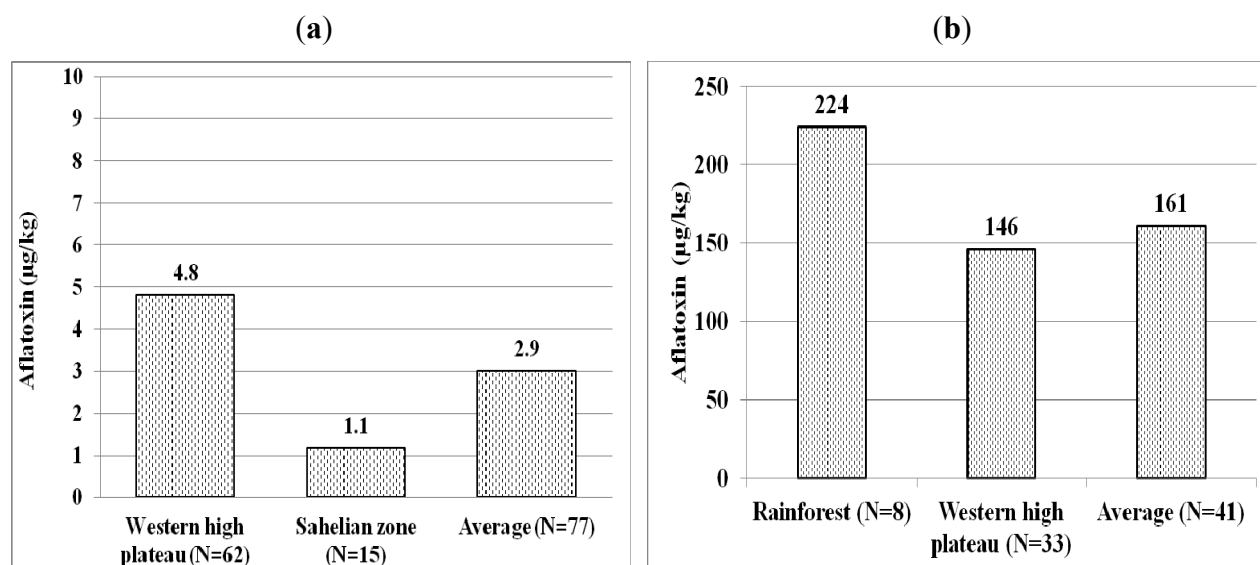 (a)
Aflatoxin (µg/kg)
10
9
8
7
6
5
4
3
2
1
0
4.8
1.1
2.9
Western high
plateau (N=62)
Sahelian zone
(N=15)
Average (N=77)
(b)
Aflatoxin (µg/kg)
250
200
150
100
50
0
224
146
161
Rainforest (N=8)
Western high
plateau (N=33)
Average (N=41)